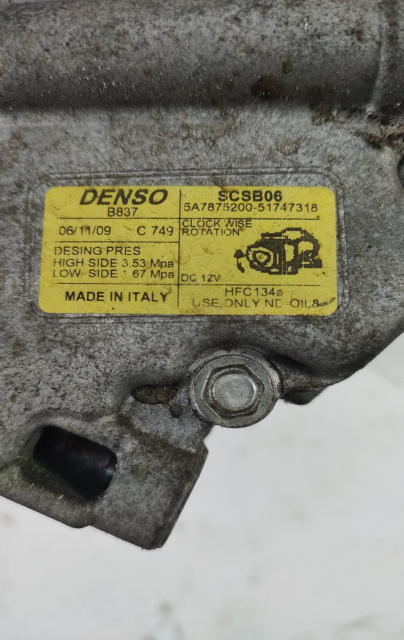 DENSO
B837
SCSB06
5A7875200-51747318
06/11/09 C 749
CLOCK WISE
ROTATION
DESING PRES
HIGH SIDE 3.53 Mpa
LOW-SIDE 1.67 Mpa
DC 12V
MADE IN ITALY
HFC134a
USE ONLY ND-OIL8